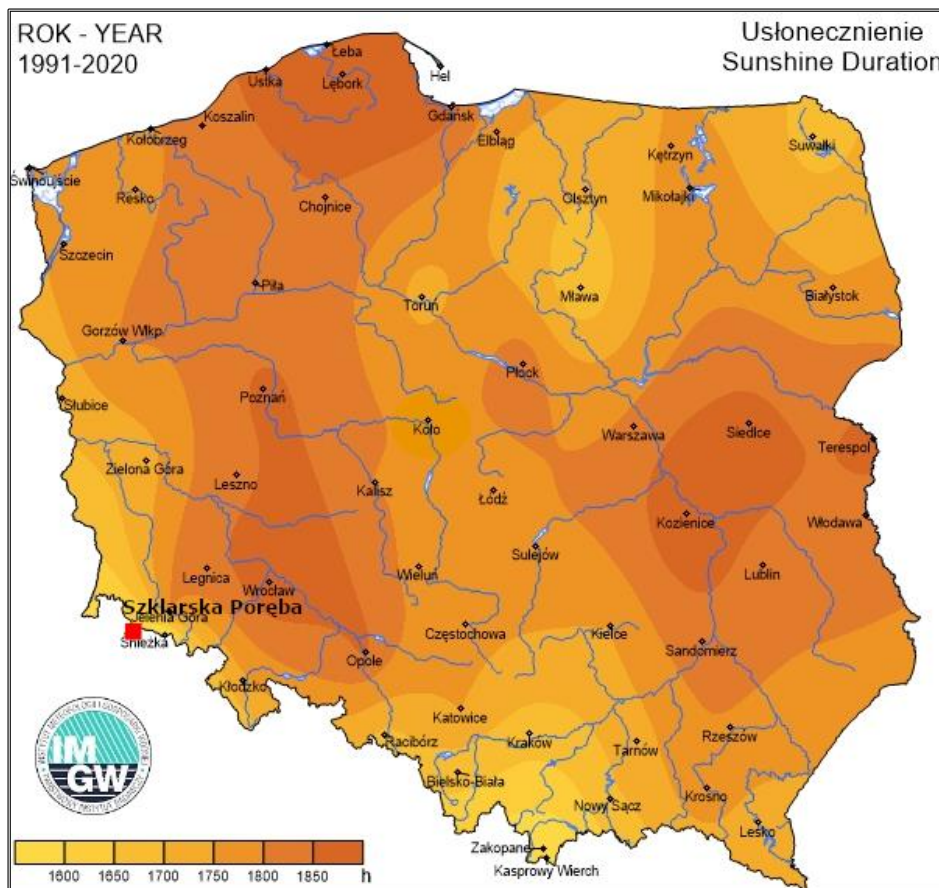 ROK - YEAR
1991-2020
Usłonecznienie
Sunshine Duration
Łeba
Hel
Ustka
Lębork
Gdańsk
Koszalin
Kołobrzeg
Elbląg
Suwałki
Kętrzyn
Świnoujście
Resko
Chojnice
Olsztyn
Mikołajki
Szczecin
Piła
Toruń
Mława
Białystok
Gorzów Wlkp.
Płock
Poznań
Słubice
Koło
Warszawa
Siedlce
Terespol
Zielona Góra
Leszno
Kalisz
Łódź
Kozienice
Włodawa
Sulejów
Legnica
Wrocław
Wieluń
Lublin
Szklarska Poręba
Jelenia Góra
Śnieżka
Częstochowa
Kielce
Sandomierz
Opole
Kłodzko
Katowice
Racibórz
Kraków
Tarnów
Rzeszów
Bielsko-Biała
Nowy Sącz
Krosno
Lesko
Zakopane
Kasprowy Wierch
IM
GW
1600 1650 1700 1750 1800 1850 h